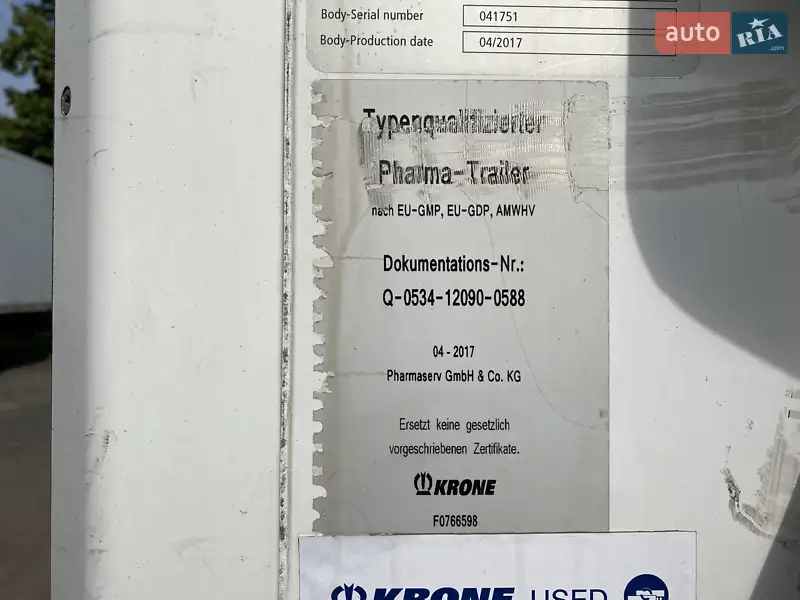 Body-Serial number 041751
Body-Production date 04/2017
auto RIA .com
Typenqualifizierter
Pharma-Trailer
nach EU-GMP, EU-GDP, AMWHV
Dokumentations-Nr.:
Q-0534-12090-0588
04 - 2017
Pharmaserv GmbH & Co. KG
Ersetzt keine gesetzlich
vorgeschriebenen Zertifikate.
KRONE
F0766598
KRONE USED